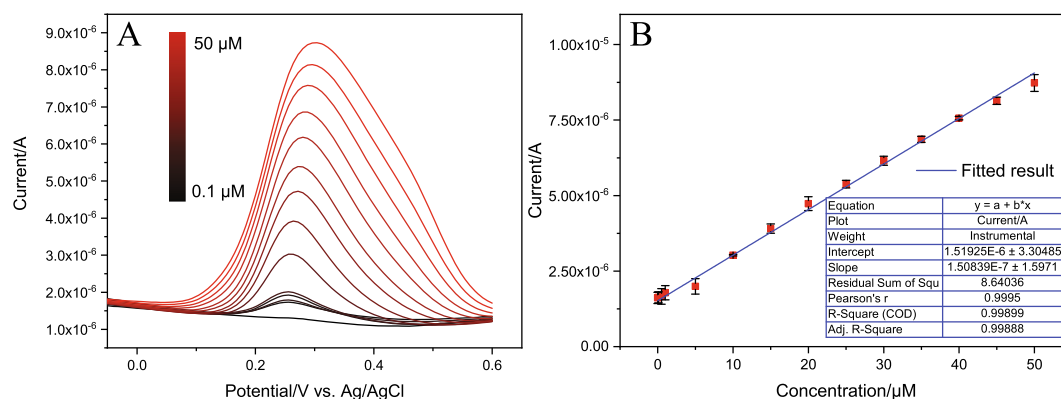 A
50 µM
0.1 µM
9.0x10⁻⁶
8.0x10⁻⁶
7.0x10⁻⁶
6.0x10⁻⁶
5.0x10⁻⁶
4.0x10⁻⁶
3.0x10⁻⁶
2.0x10⁻⁶
1.0x10⁻⁶
Current/A
0.0 0.2 0.4 0.6
Potential/V vs. Ag/AgCl
B
1.00x10⁻⁵
7.50x10⁻⁶
5.00x10⁻⁶
2.50x10⁻⁶
0.00
Current/A
Fitted result
Equation y = a + b*x
Plot Current/A
Weight Instrumental
Intercept 1.51925E-6 ± 3.30485
Slope 1.50839E-7 ± 1.5971
Residual Sum of Squ 8.64036
Pearson's r 0.9995
R-Square (COD) 0.99899
Adj. R-Square 0.99888
0 10 20 30 40 50
Concentration/µM